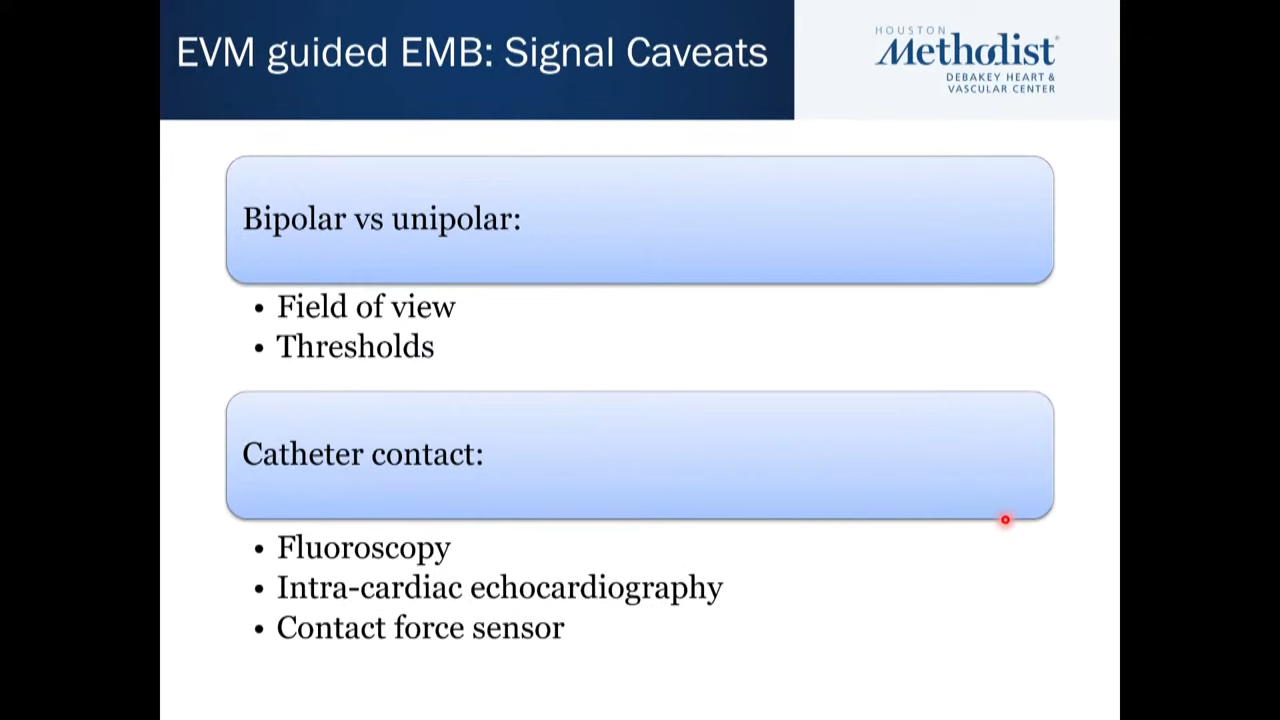 EVM guided EMB: Signal Caveats
HOUSTON
Methodist®
DEBAKEY HEART &
VASCULAR CENTER
Bipolar vs unipolar:
• Field of view
• Thresholds
Catheter contact:
• Fluoroscopy
• Intra-cardiac echocardiography
• Contact force sensor